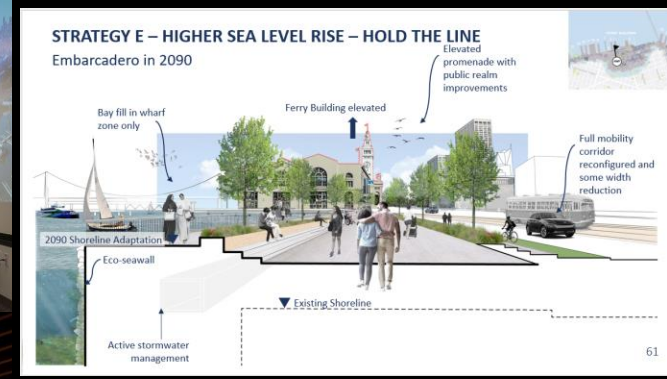 STRATEGY E – HIGHER SEA LEVEL RISE – HOLD THE LINE
Embarcadero in 2090
Elevated
promenade with
public realm
improvements
Bay fill in wharf
zone only
Ferry Building elevated
Full mobility
corridor
reconfigured and
some width
reduction
2090 Shoreline Adaptation
Eco-seawall
Existing Shoreline
Active stormwater
management
61